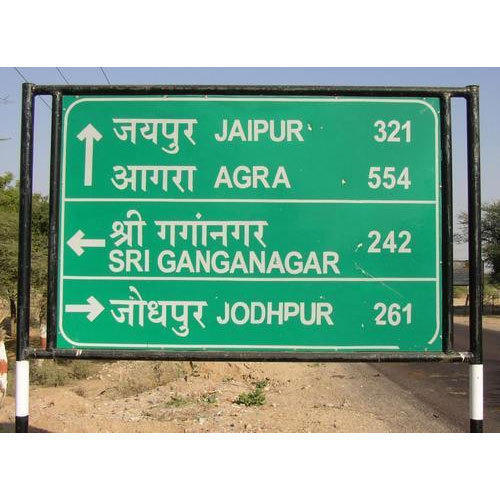 जयपुर JAIPUR 321
आगरा AGRA 554
श्री गगांनगर
SRI GANGANAGAR 242
जोधपुर JODHPUR 261